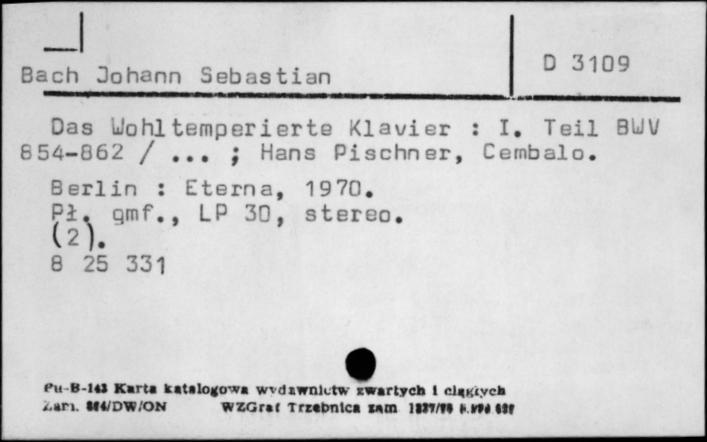 D 3109
Bach Johann Sebastian
Das Wohltemperierte Klavier : I. Teil BWV
854-862 / ... ; Hans Pischner, Cembalo.
Berlin : Eterna, 1970.
Pł. gmf., LP 30, stereo.
(2).
8 25 331
Pu-B-143 Karta katalogowa wydawnictw zwartych i ciągłych
Zam. /DW/ON WZGraf Trzebnica zam